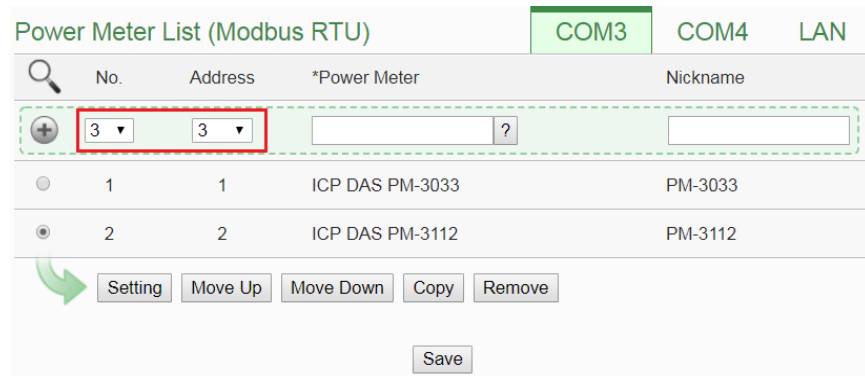 Power Meter List (Modbus RTU) COM3 COM4 LAN
No. Address *Power Meter Nickname
3 3 ?
1 1 ICP DAS PM-3033 PM-3033
2 2 ICP DAS PM-3112 PM-3112
Setting Move Up Move Down Copy Remove
Save